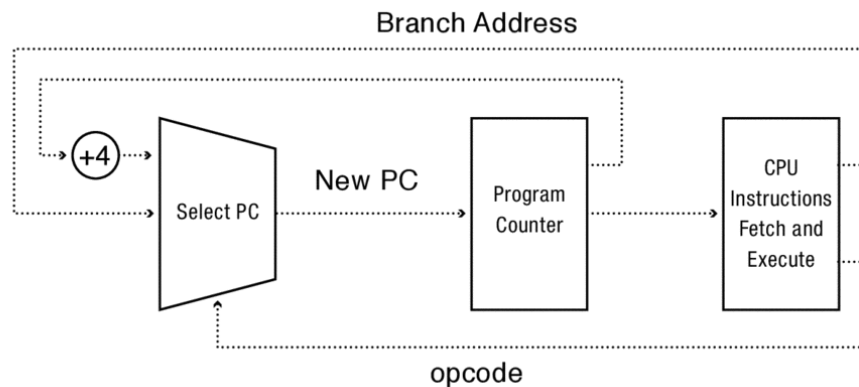 Branch Address
+4
Select PC
New PC
Program
Counter
CPU
Instructions
Fetch and
Execute
opcode